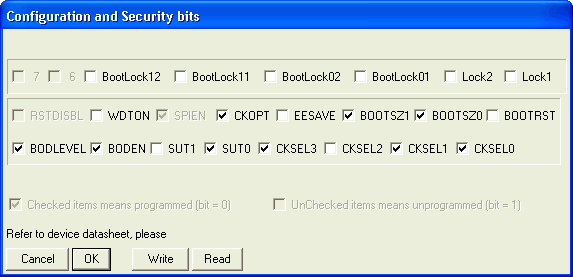 Configuration and Security bits
7 6 BootLock12 BootLock11 BootLock02 BootLock01 Lock2 Lock1
RSTDISBL WDTON SPIEN CKOPT EESAVE BOOTSZ1 BOOTSZ0 BOOTRST
BODLEVEL BODEN SUT1 SUT0 CKSEL3 CKSEL2 CKSEL1 CKSEL0
Checked items means programmed (bit = 0) UnChecked items means unprogrammed (bit = 1)
Refer to device datasheet, please
Cancel OK Write Read